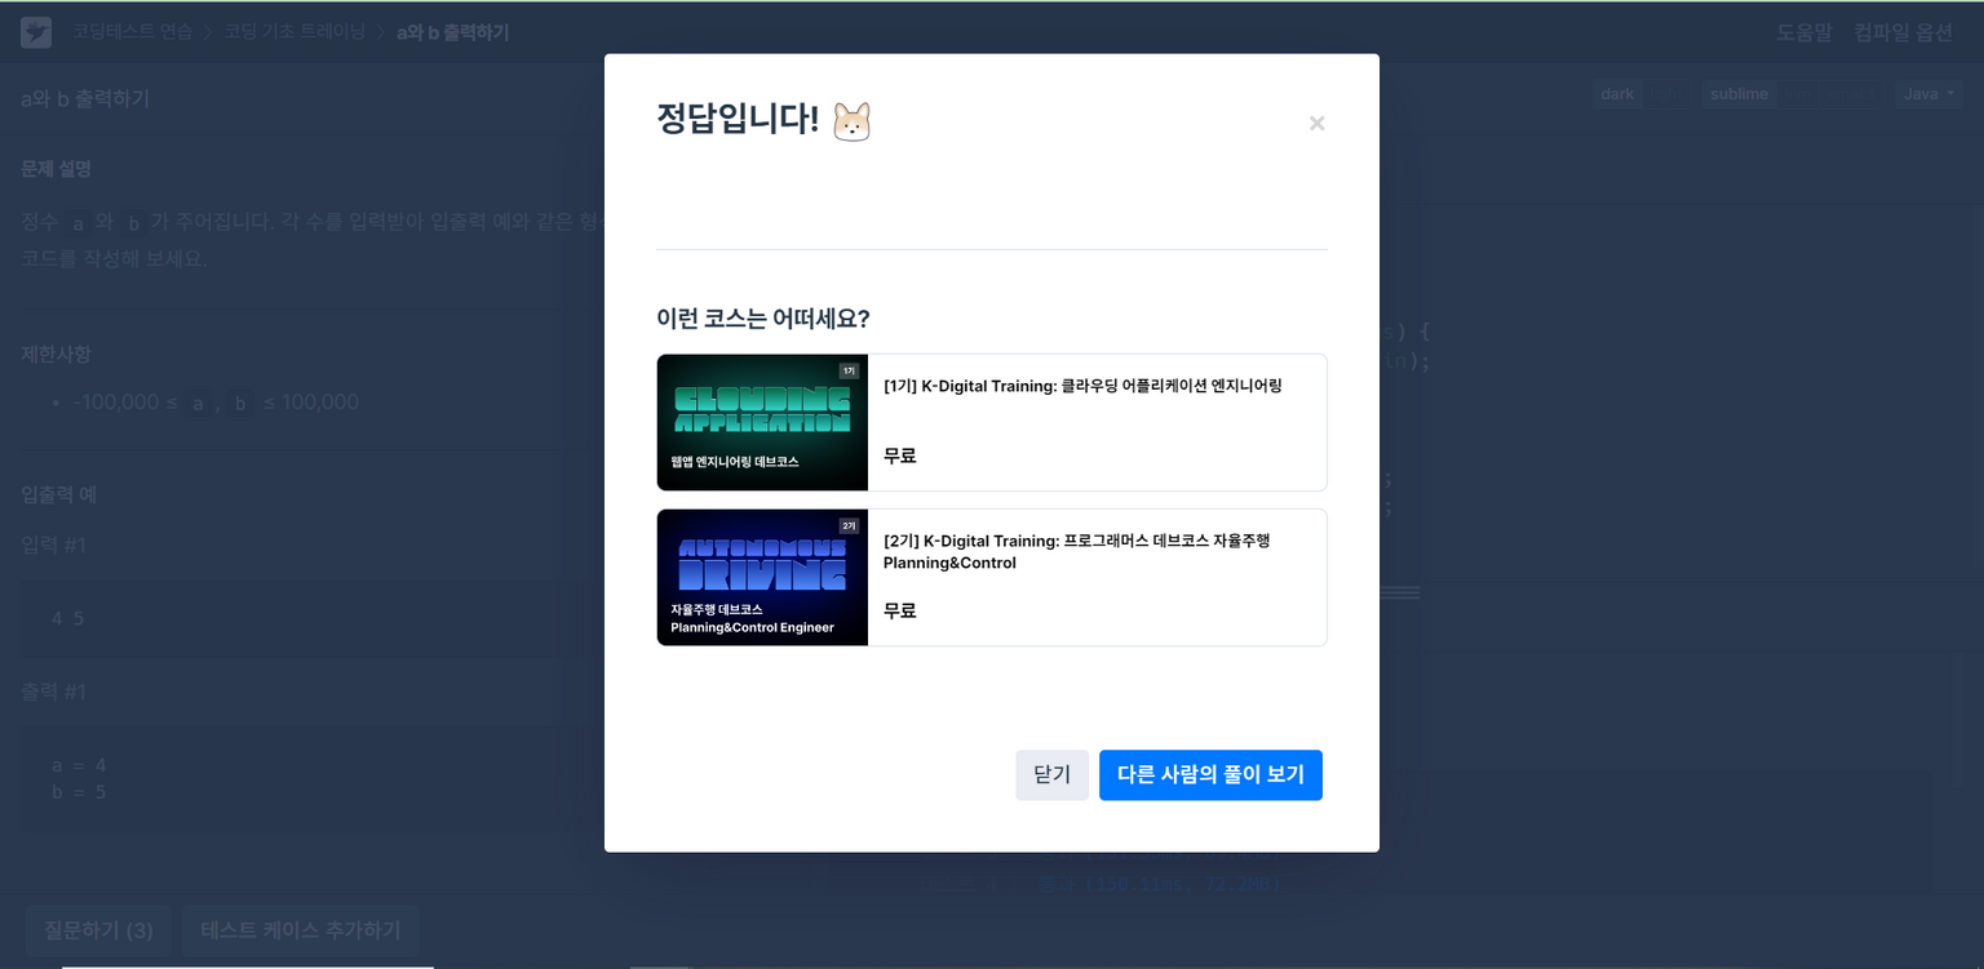 코딩테스트 연습 > 코딩 기초 트레이닝 > a와 b 출력하기
도움말 컴파일 옵션
a와 b 출력하기
dark
sublime
Java
문제 설명
정수 a 와 b 가 주어집니다. 각 수를 입력받아 입출력 예와 같은
코드를 작성해 보세요.
제한사항
• -100,000 ≤ a , b ≤ 100,000
입출력 예
입력 #1
4 5
출력 #1
a = 4
b = 5
질문하기 (3)
테스트 케이스 추가하기
) {
);
;
;
정답입니다!
×
이런 코스는 어떠세요?
1기
CLOUDING
APPLICATION
웹앱 엔지니어링 데브코스
[1기] K-Digital Training: 클라우딩 어플리케이션 엔지니어링
무료
2기
AUTONOMOUS
DRIVING
자율주행 데브코스
Planning&Control Engineer
[2기] K-Digital Training: 프로그래머스 데브코스 자율주행
Planning&Control
무료
닫기
다른 사람의 풀이 보기
통과 (150.11ms, 72.2MB)